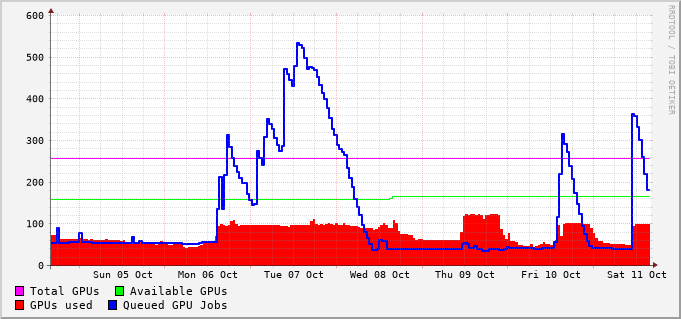 600
500
400
300
200
100
0
Sun 05 Oct Mon 06 Oct Tue 07 Oct Wed 08 Oct Thu 09 Oct Fri 10 Oct Sat 11 Oct
Total GPUs Available GPUs
GPUs used Queued GPU Jobs
RRDTOOL / TOBI OETIKER